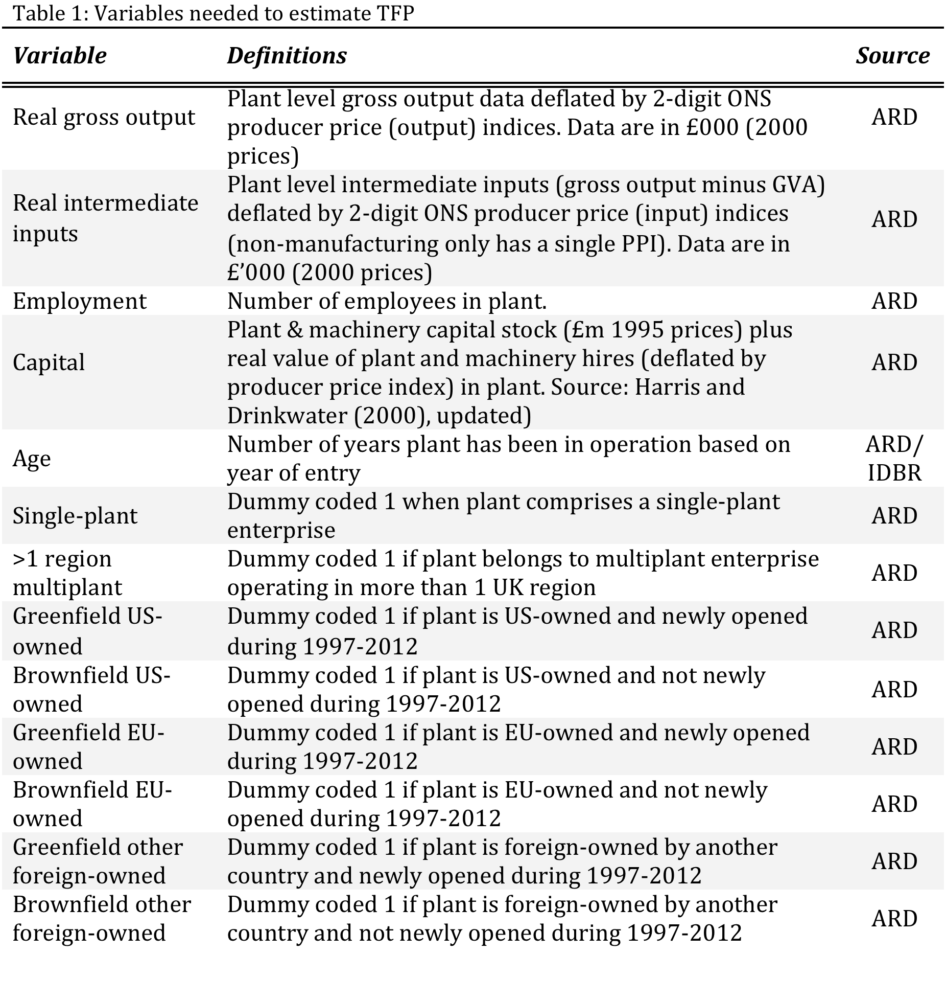 Table 1: Variables needed to estimate TFP
Variable Definitions Source
Real gross output
Plant level gross output data deflated by 2-digit ONS
producer price (output) indices. Data are in £000 (2000
prices)
ARD
Real intermediate
inputs
Plant level intermediate inputs (gross output minus GVA)
deflated by 2-digit ONS producer price (input) indices
(non-manufacturing only has a single PPI). Data are in
£’000 (2000 prices)
ARD
Employment
Number of employees in plant.
ARD
Capital
Plant & machinery capital stock (£m 1995 prices) plus
real value of plant and machinery hires (deflated by
producer price index) in plant. Source: Harris and
Drinkwater (2000), updated)
ARD
Age
Number of years plant has been in operation based on
year of entry
ARD/
IDBR
Single-plant
Dummy coded 1 when plant comprises a single-plant
enterprise
ARD
>1 region
multiplant
Dummy coded 1 if plant belongs to multiplant enterprise
operating in more than 1 UK region
ARD
Greenfield US-
owned
Dummy coded 1 if plant is US-owned and newly opened
during 1997-2012
ARD
Brownfield US-
owned
Dummy coded 1 if plant is US-owned and not newly
opened during 1997-2012
ARD
Greenfield EU-
owned
Dummy coded 1 if plant is EU-owned and newly opened
during 1997-2012
ARD
Brownfield EU-
owned
Dummy coded 1 if plant is EU-owned and not newly
opened during 1997-2012
ARD
Greenfield other
foreign-owned
Dummy coded 1 if plant is foreign-owned by another
country and newly opened during 1997-2012
ARD
Brownfield other
foreign-owned
Dummy coded 1 if plant is foreign-owned by another
country and not newly opened during 1997-2012
ARD